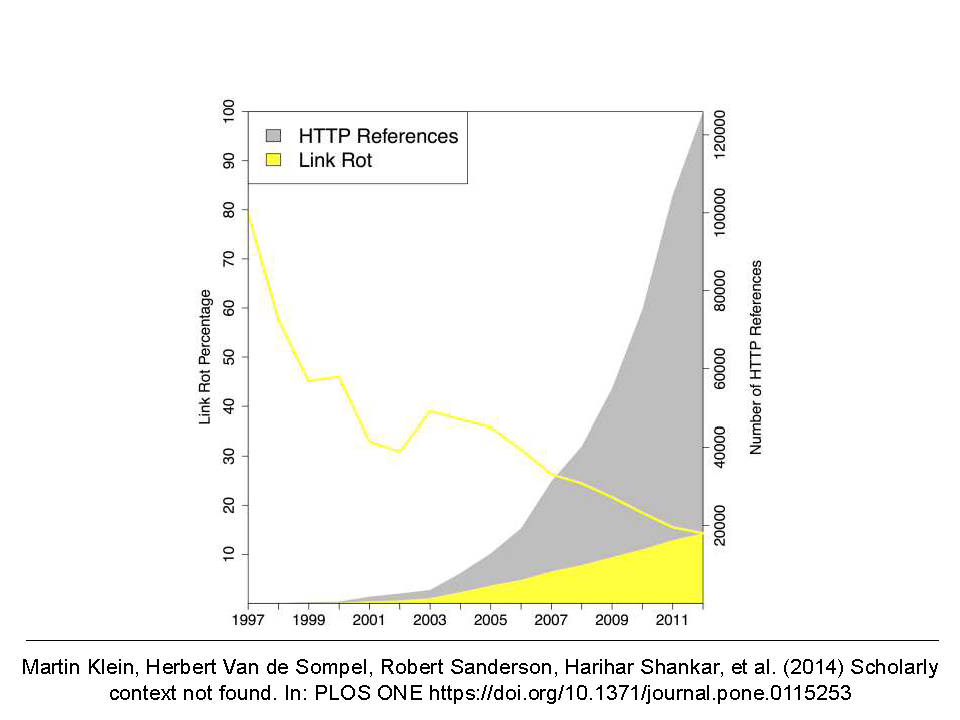 HTTP References
Link Rot
100
90
80
70
60
50
40
30
20
10
Link Rot Percentage
120000
100000
80000
60000
40000
20000
Number of HTTP References
1997 1999 2001 2003 2005 2007 2009 2011
Martin Klein, Herbert Van de Sompel, Robert Sanderson, Harihar Shankar, et al. (2014) Scholarly
context not found. In: PLOS ONE https://doi.org/10.1371/journal.pone.0115253